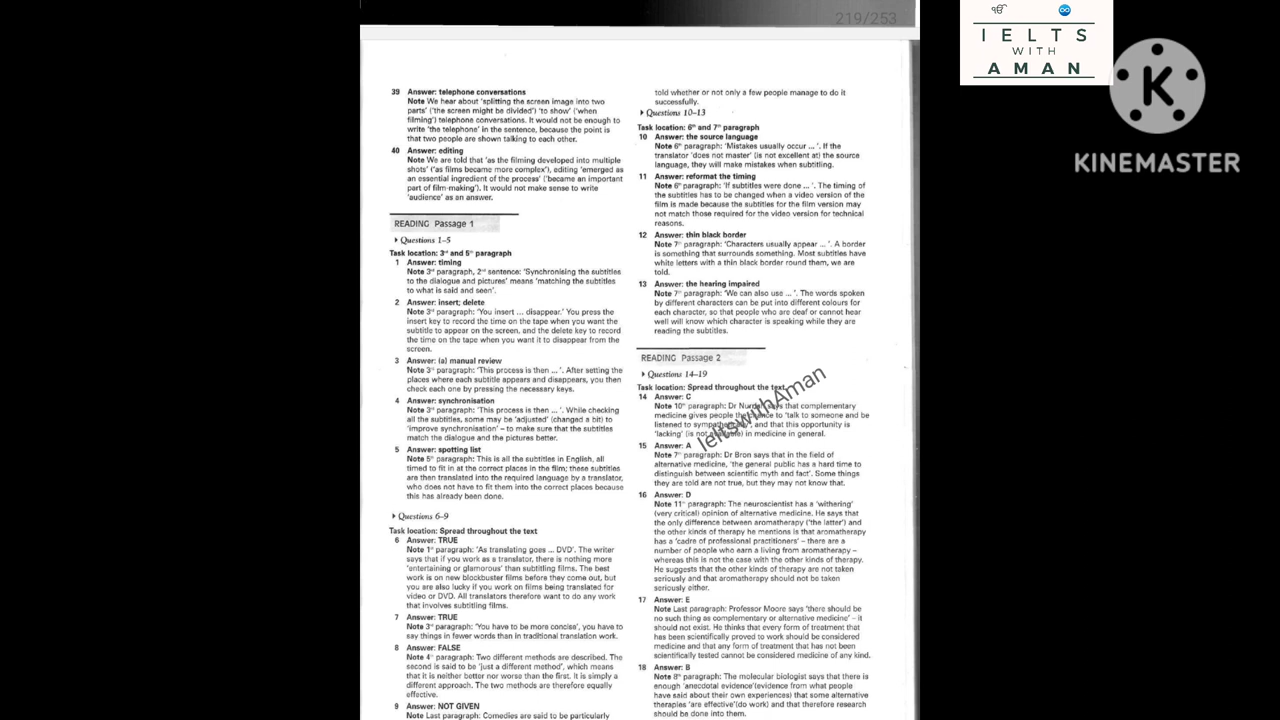 219/253
ੴ
I E L T S
WITH
A M A N
KINEMASTER
39 Answer: telephone conversations
Note We hear about 'splitting the screen image into two
parts' ('the screen might be divided') 'to show' ('when
filming') telephone conversations. It would not be enough to
write 'the telephone' in the sentence, because the point is
that two people are shown talking to each other.
40 Answer: editing
Note We are told that 'as the filming developed into multiple
shots' ('as films became more complex'), editing 'emerged as
an essential ingredient of the process' ('became an important
part of film-making'). It would not make sense to write
'audience' as an answer.
READING Passage 1
Questions 1–5
Task location: 3rd and 5th paragraph
1 Answer: timing
Note 3rd paragraph, 2nd sentence: 'Synchronising the subtitles
to the dialogue and pictures' means 'matching the subtitles
to what is said and seen'.
2 Answer: insert; delete
Note 3rd paragraph: 'You insert ... disappear.' You press the
insert key to record the time on the tape when you want the
subtitle to appear on the screen, and the delete key to record
the time on the tape when you want it to disappear from the
screen.
3 Answer: (a) manual review
Note 3rd paragraph: 'This process is then ... '. After setting the
places where each subtitle appears and disappears, you then
check each one by pressing the necessary keys.
4 Answer: synchronisation
Note 3rd paragraph: 'This process is then ... '. While checking
all the subtitles, some may be 'adjusted' (changed a bit) to
'improve synchronisation' – to make sure that the subtitles
match the dialogue and the pictures better.
5 Answer: spotting list
Note 5th paragraph: This is all the subtitles in English, all
timed to fit in at the correct places in the film; these subtitles
are then translated into the required language by a translator,
who does not have to fit them into the correct places because
this has already been done.
Questions 6–9
Task location: Spread throughout the text
6 Answer: TRUE
Note 1st paragraph: 'As translating goes ... DVD'. The writer
says that if you work as a translator, there is nothing more
'entertaining or glamorous' than subtitling films. The best
work is on new blockbuster films before they come out, but
you are also lucky if you work on films being translated for
video or DVD. All translators therefore want to do any work
that involves subtitling films.
7 Answer: TRUE
Note 3rd paragraph: 'You have to be more concise', you have to
say things in fewer words than in traditional translation work.
8 Answer: FALSE
Note 4th paragraph: Two different methods are described. The
second is said to be 'just a different method', which means
that it is neither better nor worse than the first. It is simply a
different approach. The two methods are therefore equally
effective.
9 Answer: NOT GIVEN
Note Last paragraph: Comedies are said to be particularly
told whether or not only a few people manage to do it
successfully.
Questions 10–13
Task location: 6th and 7th paragraph
10 Answer: the source language
Note 6th paragraph: 'Mistakes usually occur ... '. If the
translator 'does not master' (is not excellent at) the source
language, they will make mistakes when subtitling.
11 Answer: reformat the timing
Note 6th paragraph: 'If subtitles were done ... '. The timing of
the subtitles has to be changed when a video version of the
film is made because the subtitles for the film version may
not match those required for the video version for technical
reasons.
12 Answer: thin black border
Note 7th paragraph: 'Characters usually appear ... '. A border
is something that surrounds something. Most subtitles have
white letters with a thin black border round them, we are
told.
13 Answer: the hearing impaired
Note 7th paragraph: 'We can also use ... '. The words spoken
by different characters can be put into different colours for
each character, so that people who are deaf or cannot hear
well will know which character is speaking while they are
reading the subtitles.
READING Passage 2
Questions 14–19
Task location: Spread throughout the text
14 Answer: C
Note 10th paragraph: Dr says that complementary
medicine gives people the chance to 'talk to someone and be
listened to and that this opportunity is
'lacking' (is not available) in medicine in general.
IeltswithAman
15 Answer: A
Note 7th paragraph: Dr Bron says that in the field of
alternative medicine, 'the general public has a hard time to
distinguish between scientific myth and fact'. Some things
they are told are not true, but they may not know that.
16 Answer: D
Note 11th paragraph: The neuroscientist has a 'withering'
(very critical) opinion of alternative medicine. He says that
the only difference between aromatherapy ('the latter') and
the other kinds of therapy he mentions is that aromatherapy
has a 'cadre of professional practitioners' – there are a
number of people who earn a living from aromatherapy –
whereas this is not the case with the other kinds of therapy.
He suggests that the other kinds of therapy are not taken
seriously and that aromatherapy should not be taken
seriously either.
17 Answer: E
Note Last paragraph: Professor Moore says 'there should be
no such thing as complementary or alternative medicine' – it
should not exist. He thinks that every form of treatment that
has been scientifically proved to work should be considered
medicine and that any form of treatment that has not been
scientifically tested cannot be considered medicine of any kind.
18 Answer: B
Note 8th paragraph: The molecular biologist says that there is
enough 'anecdotal evidence'(evidence from what people
have said about their own experiences) that some alternative
therapies 'are effective'(do work) and that therefore research
should be done into them.